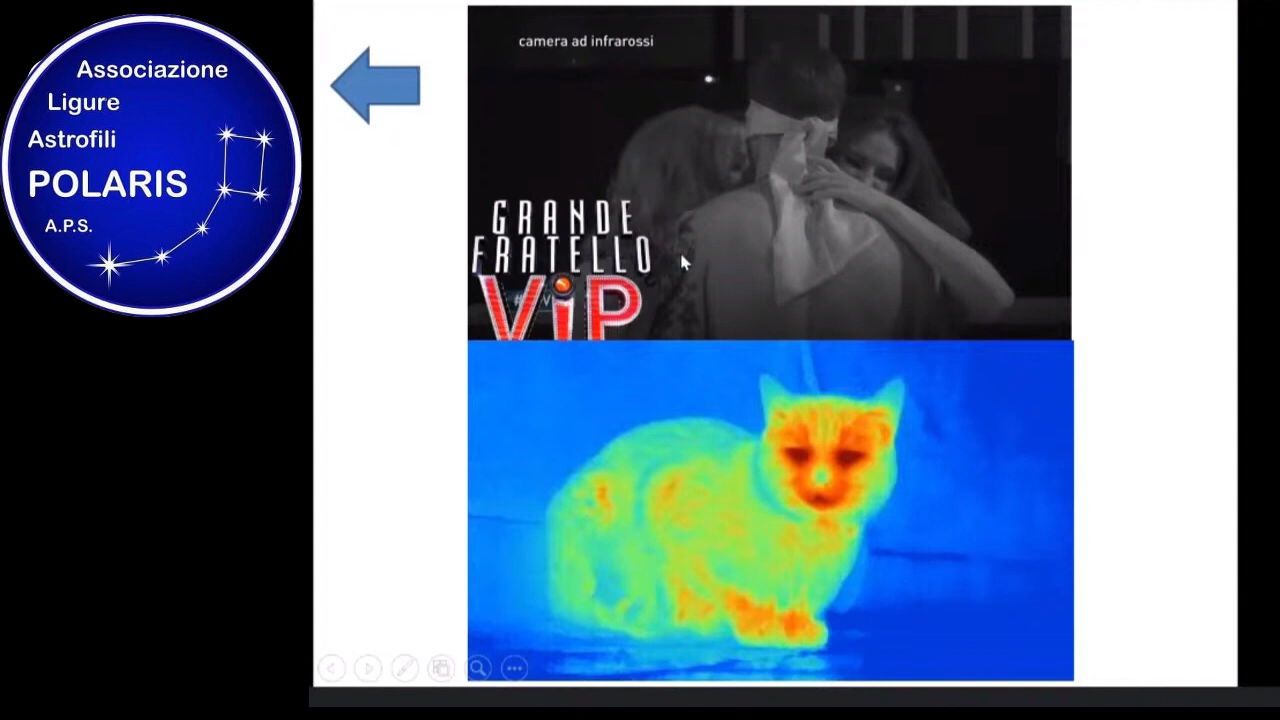 Associazione
Ligure
Astrofili
POLARIS
A.P.S.
camera ad infrarossi
GRANDE
FRATELLO
ViP